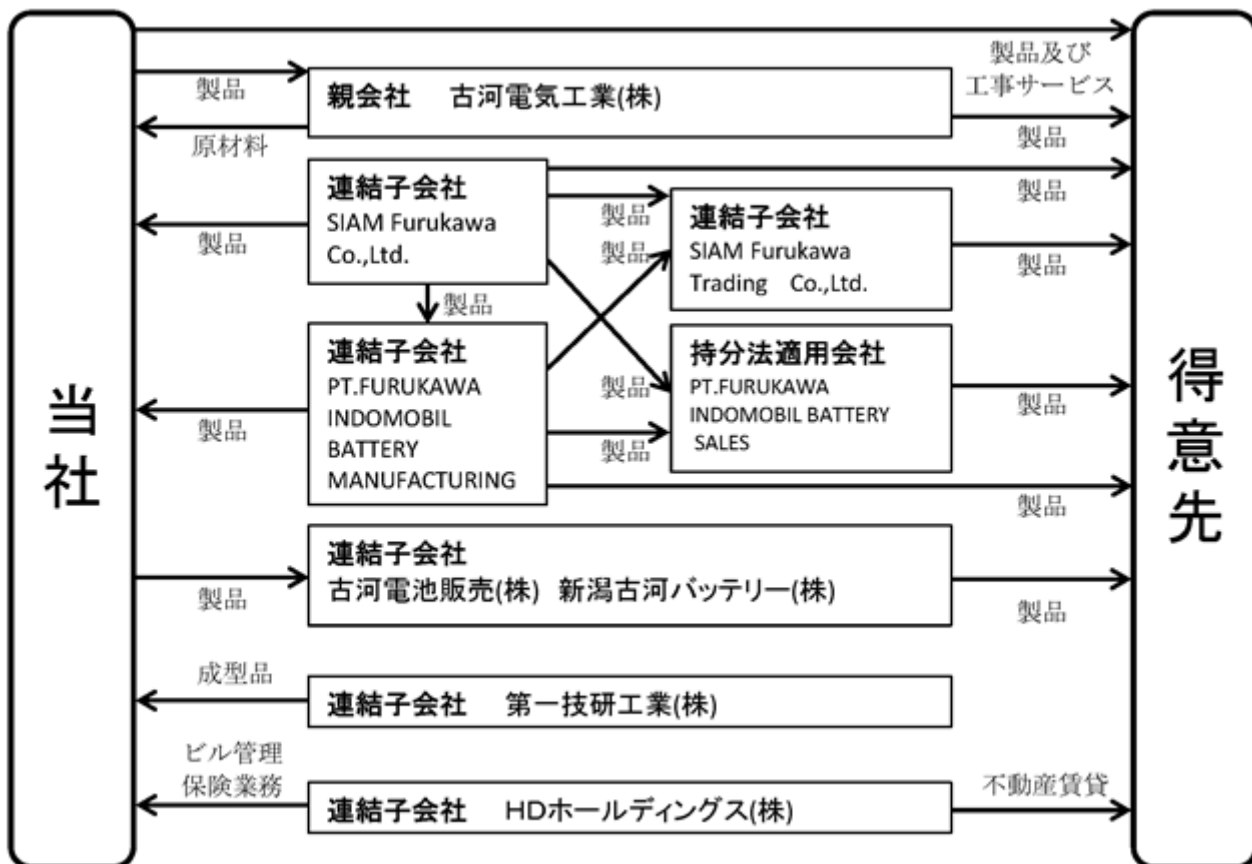 当社
得意先
製品及び
工事サービス
製品
親会社　古河電気工業(株)
原材料
製品
連結子会社
SIAM Furukawa
Co.,Ltd.
製品
製品
製品
製品
連結子会社
SIAM Furukawa
Trading　Co.,Ltd.
製品
製品
連結子会社
PT.FURUKAWA
INDOMOBIL
BATTERY
MANUFACTURING
製品
製品
製品
持分法適用会社
PT.FURUKAWA
INDOMOBIL BATTERY
SALES
製品
製品
連結子会社
古河電池販売(株)　新潟古河バッテリー(株)
製品
製品
成型品
連結子会社　第一技研工業(株)
ビル管理
保険業務
連結子会社　HDホールディングス(株)
不動産賃貸